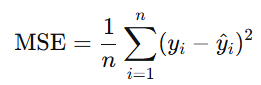 MSE = \frac{1}{n} \sum_{i=1}^{n} (y_i - \hat{y}_i)^2